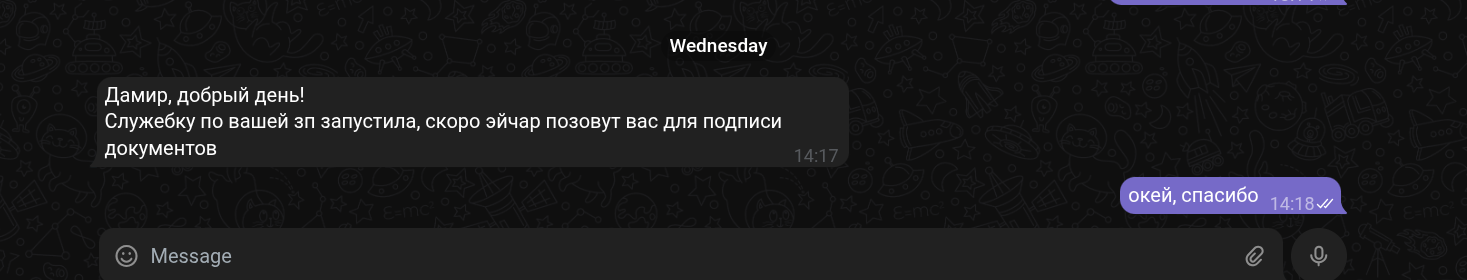 Wednesday
Дамир, добрый день!
Служебку по вашей зп запустила, скоро эйчар позовут вас для подписи
документов
14:17
окей, спасибо 14:18
Message